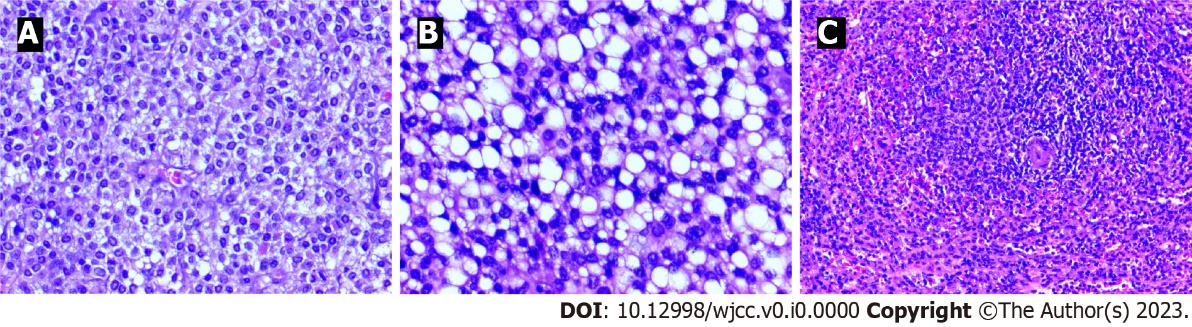 A
B
C
DOI: 10.12998/wjcc.v0.i0.0000 Copyright ©The Author(s) 2023.